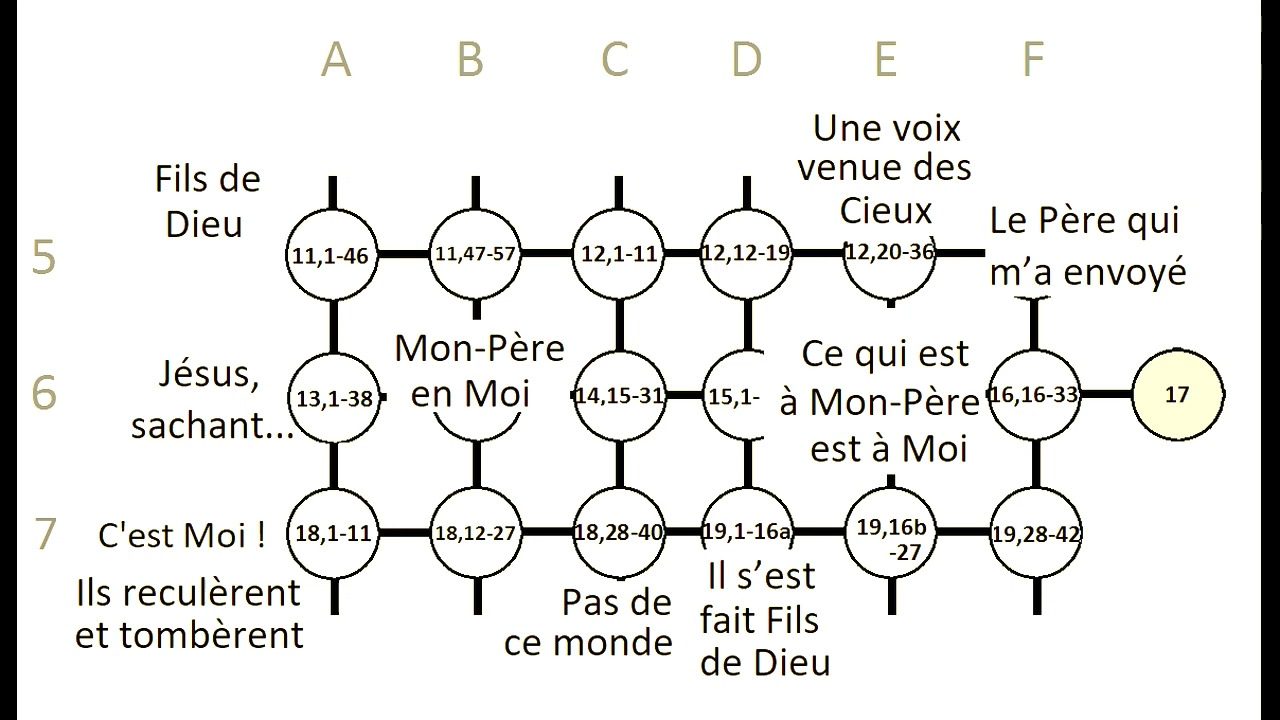 A B C D E F
Une voix
venue des
Cieux
Fils de
Dieu
Le Père qui
m’a envoyé
5
11,1-46 11,47-57 12,1-11 12,12-19 12,20-36
Mon-Père
en Moi
Ce qui est
à Mon-Père
est à Moi
Jésus,
sachant...
6
13,1-38 14,15-31 15,1- 16,16-33 17
7
C'est Moi !
18,1-11 18,12-27 18,28-40 19,1-16a 19,16b
-27
19,28-42
Ils reculèrent
et tombèrent
Pas de
ce monde
Il s’est
fait Fils
de Dieu